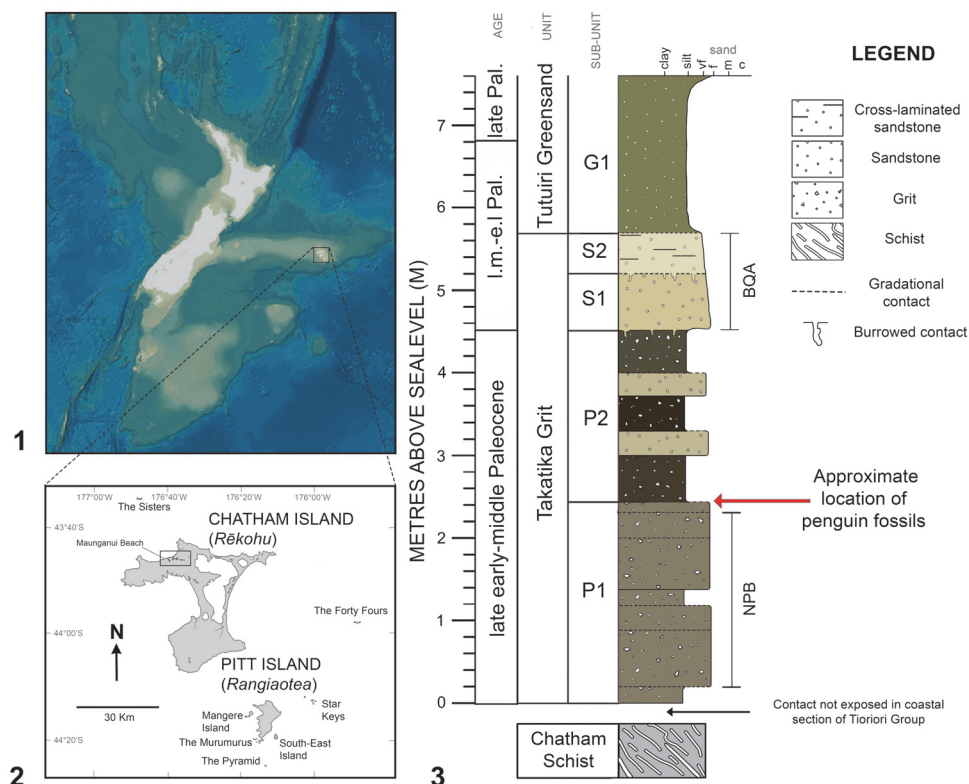 1
2
177°00'W
176°40'W
176°20'W
176°00'W
The Sisters
43°40'S
CHATHAM ISLAND
(Rēkohu)
Maunganui Beach
The Forty Fours
44°00'S
N
PITT ISLAND
(Rangiaotea)
30 Km
Star
Keys
Mangere
Island
The Murumurus
South-East
Island
44°20'S
The Pyramid
3
METRES ABOVE SEALEVEL (M)
7
6
5
4
3
2
1
0
AGE
late Pal.
l.m.-e.l Pal.
late early-middle Paleocene
UNIT
Tutuiri Greensand
Takatika Grit
Chatham
Schist
SUB-UNIT
G1
S2
S1
P2
P1
clay
silt
vf
f
m
c
sand
BQA
NPB
Approximate
location of
penguin fossils
Contact not exposed in coastal
section of Tioriori Group
LEGEND
Cross-laminated
sandstone
Sandstone
Grit
Schist
Gradational
contact
Burrowed contact